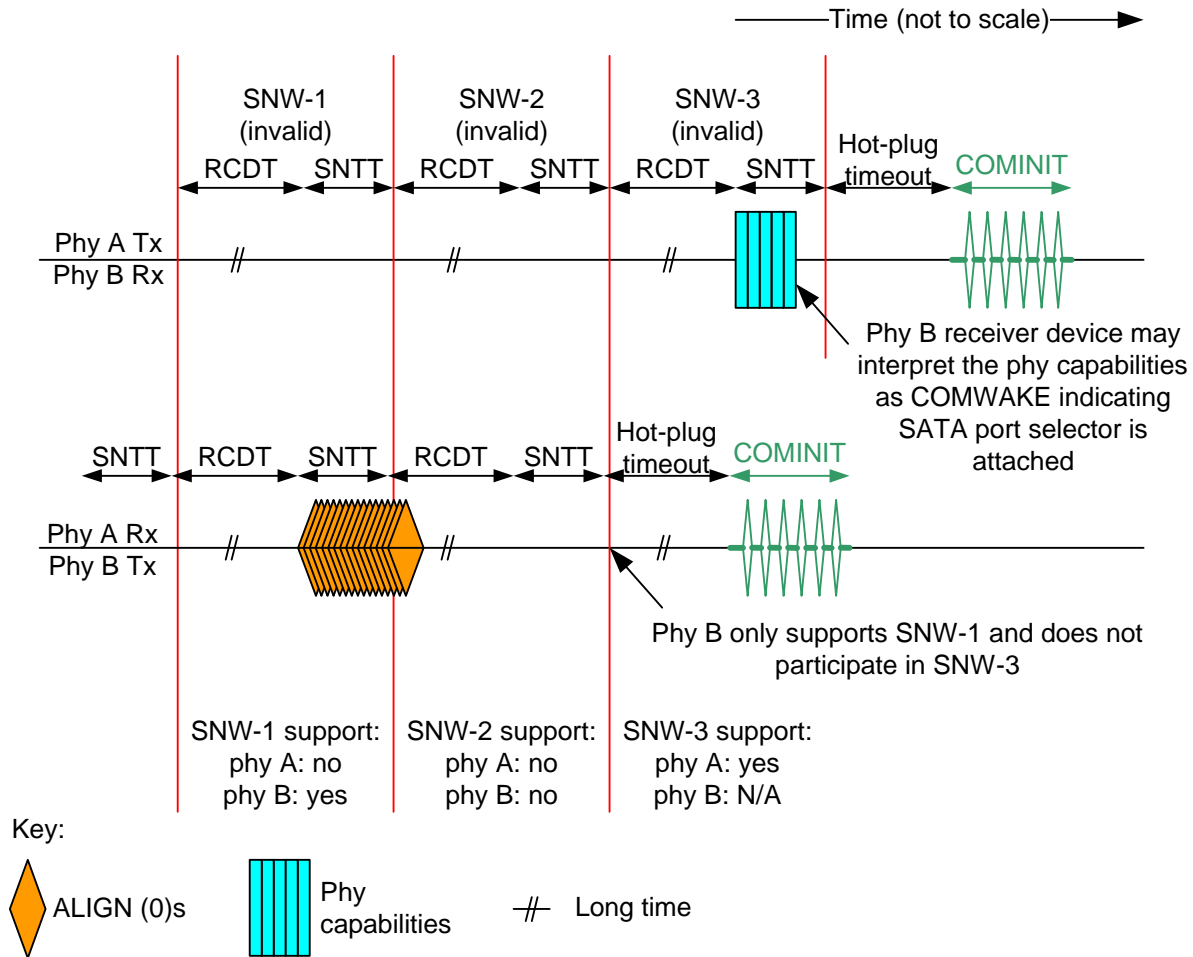 Time (not to scale)
SNW-1
(invalid)
SNW-2
(invalid)
SNW-3
(invalid)
RCDT
SNTT
RCDT
SNTT
RCDT
SNTT
Hot-plug
timeout
COMINIT
Phy A Tx
Phy B Rx
Phy B receiver device may
interpret the phy capabilities
as COMWAKE indicating
SATA port selector is
attached
SNTT
RCDT
SNTT
RCDT
SNTT
Hot-plug
timeout
COMINIT
Phy A Rx
Phy B Tx
Phy B only supports SNW-1 and does not
participate in SNW-3
SNW-1 support:
phy A: no
phy B: yes
SNW-2 support:
phy A: no
phy B: no
SNW-3 support:
phy A: yes
phy B: N/A
Key:
ALIGN (0)s
Phy
capabilities
Long time